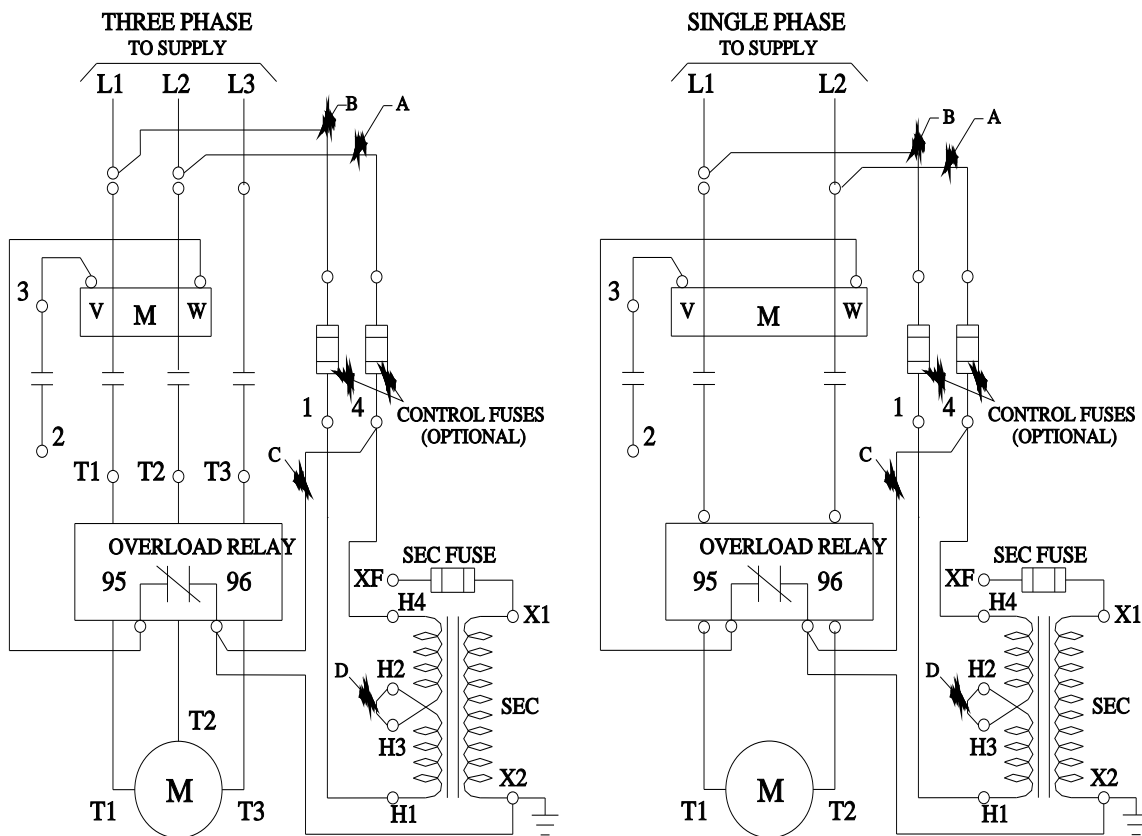 THREE PHASE
TO SUPPLY
L1 L2 L3
B A
3
V M W
1 4
CONTROL FUSES
(OPTIONAL)
2
C
T1 T2 T3
OVERLOAD RELAY
95 96
SEC FUSE
XF
H4 X1
D H2
SEC
H3
T2
M
T1 T3
X2
H1
SINGLE PHASE
TO SUPPLY
L1 L2
B A
3
V M W
1 4
CONTROL FUSES
(OPTIONAL)
2
C
OVERLOAD RELAY
95 96
SEC FUSE
XF
H4 X1
D H2
SEC
H3
M
T1 T2
X2
H1